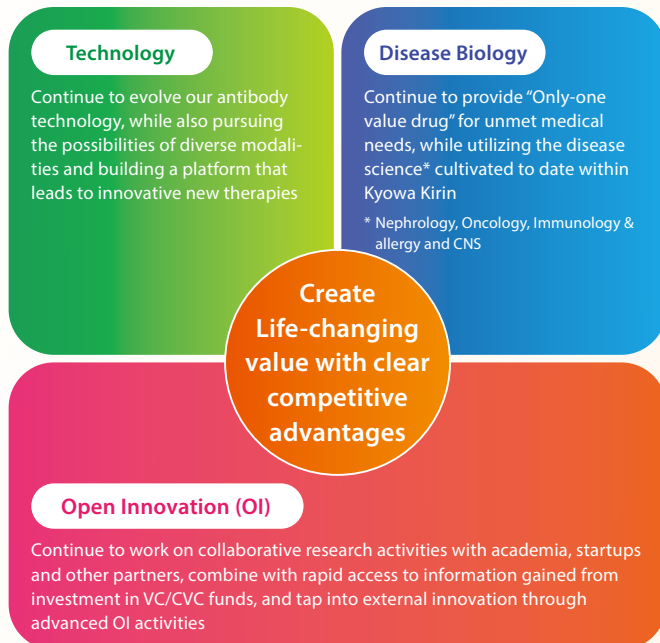 Technology
Continue to evolve our antibody
technology, while also pursuing
the possibilities of diverse modali-
ties and building a platform that
leads to innovative new therapies
Disease Biology
Continue to provide “Only-one
value drug” for unmet medical
needs, while utilizing the disease
science* cultivated to date within
Kyowa Kirin
* Nephrology, Oncology, Immunology &
allergy and CNS
Create
Life-changing
value with clear
competitive
advantages
Open Innovation (OI)
Continue to work on collaborative research activities with academia, startups
and other partners, combine with rapid access to information gained from
investment in VC/CVC funds, and tap into external innovation through
advanced OI activities